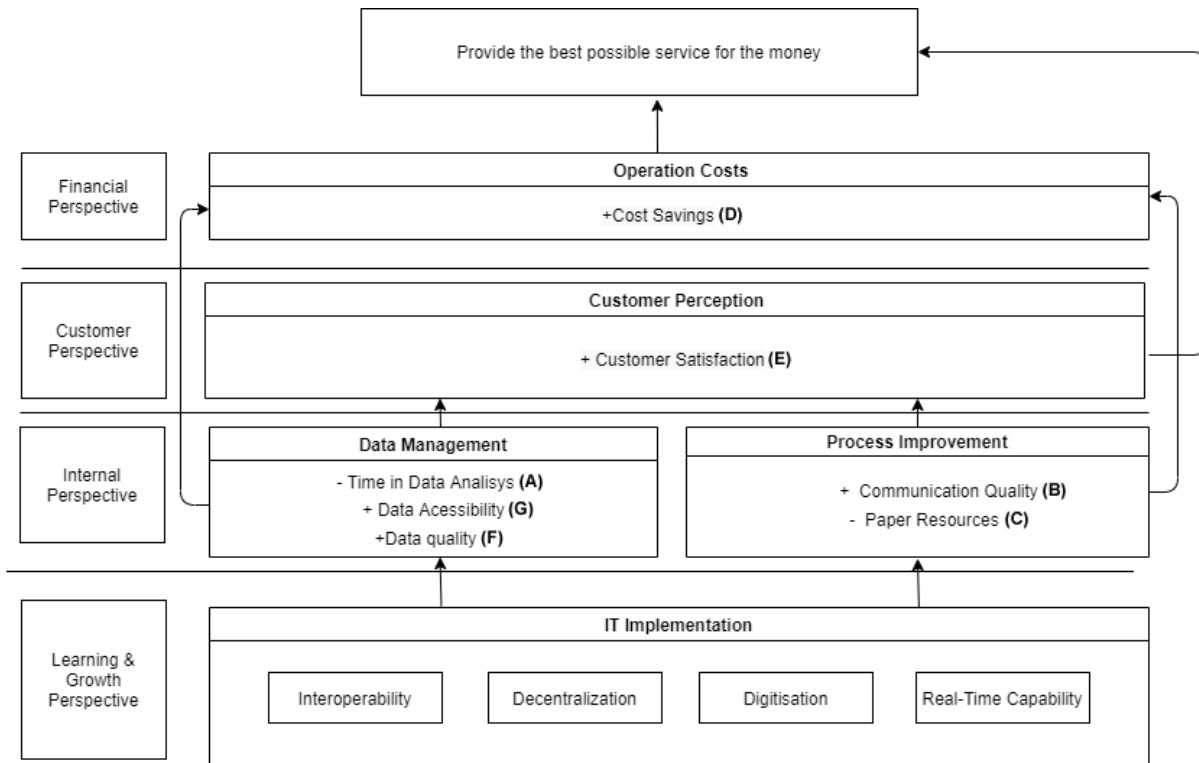 Provide the best possible service for the money
Financial
Perspective
Operation Costs
+Cost Savings (D)
Customer
Perspective
Customer Perception
+ Customer Satisfaction (E)
Internal
Perspective
Data Management
- Time in Data Analisys (A)
+ Data Acessibility (G)
+Data quality (F)
Process Improvement
+ Communication Quality (B)
- Paper Resources (C)
Learning &
Growth
Perspective
IT Implementation
Interoperability
Decentralization
Digitisation
Real-Time Capability